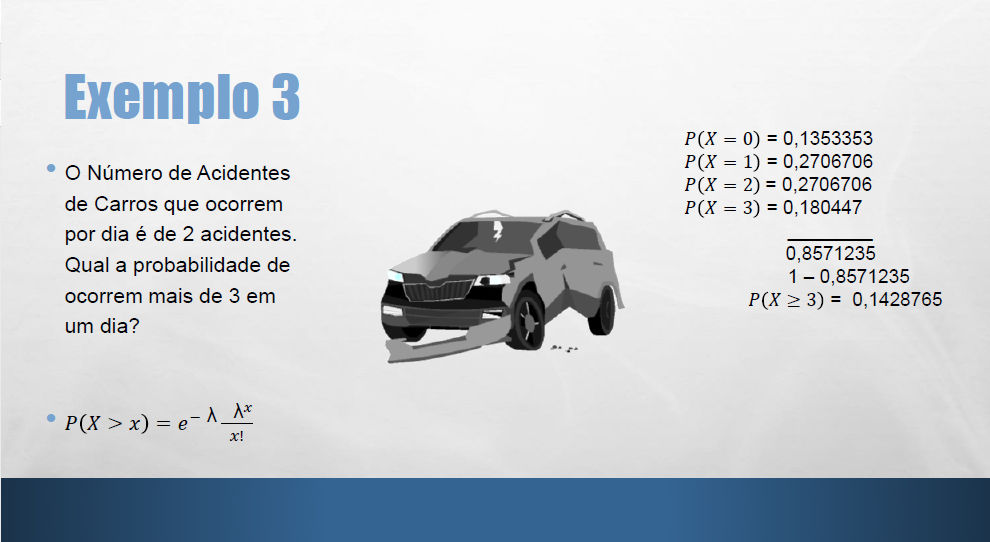 Exemplo 3
• O Número de Acidentes
de Carros que ocorrem
por dia é de 2 acidentes.
Qual a probabilidade de
ocorrem mais de 3 em
um dia?
• P(X > x) = e^{− λ} λ^x / x!
P(X = 0) = 0,1353353
P(X = 1) = 0,2706706
P(X = 2) = 0,2706706
P(X = 3) = 0,180447
0,8571235
1 – 0,8571235
P(X ≥ 3) = 0,1428765